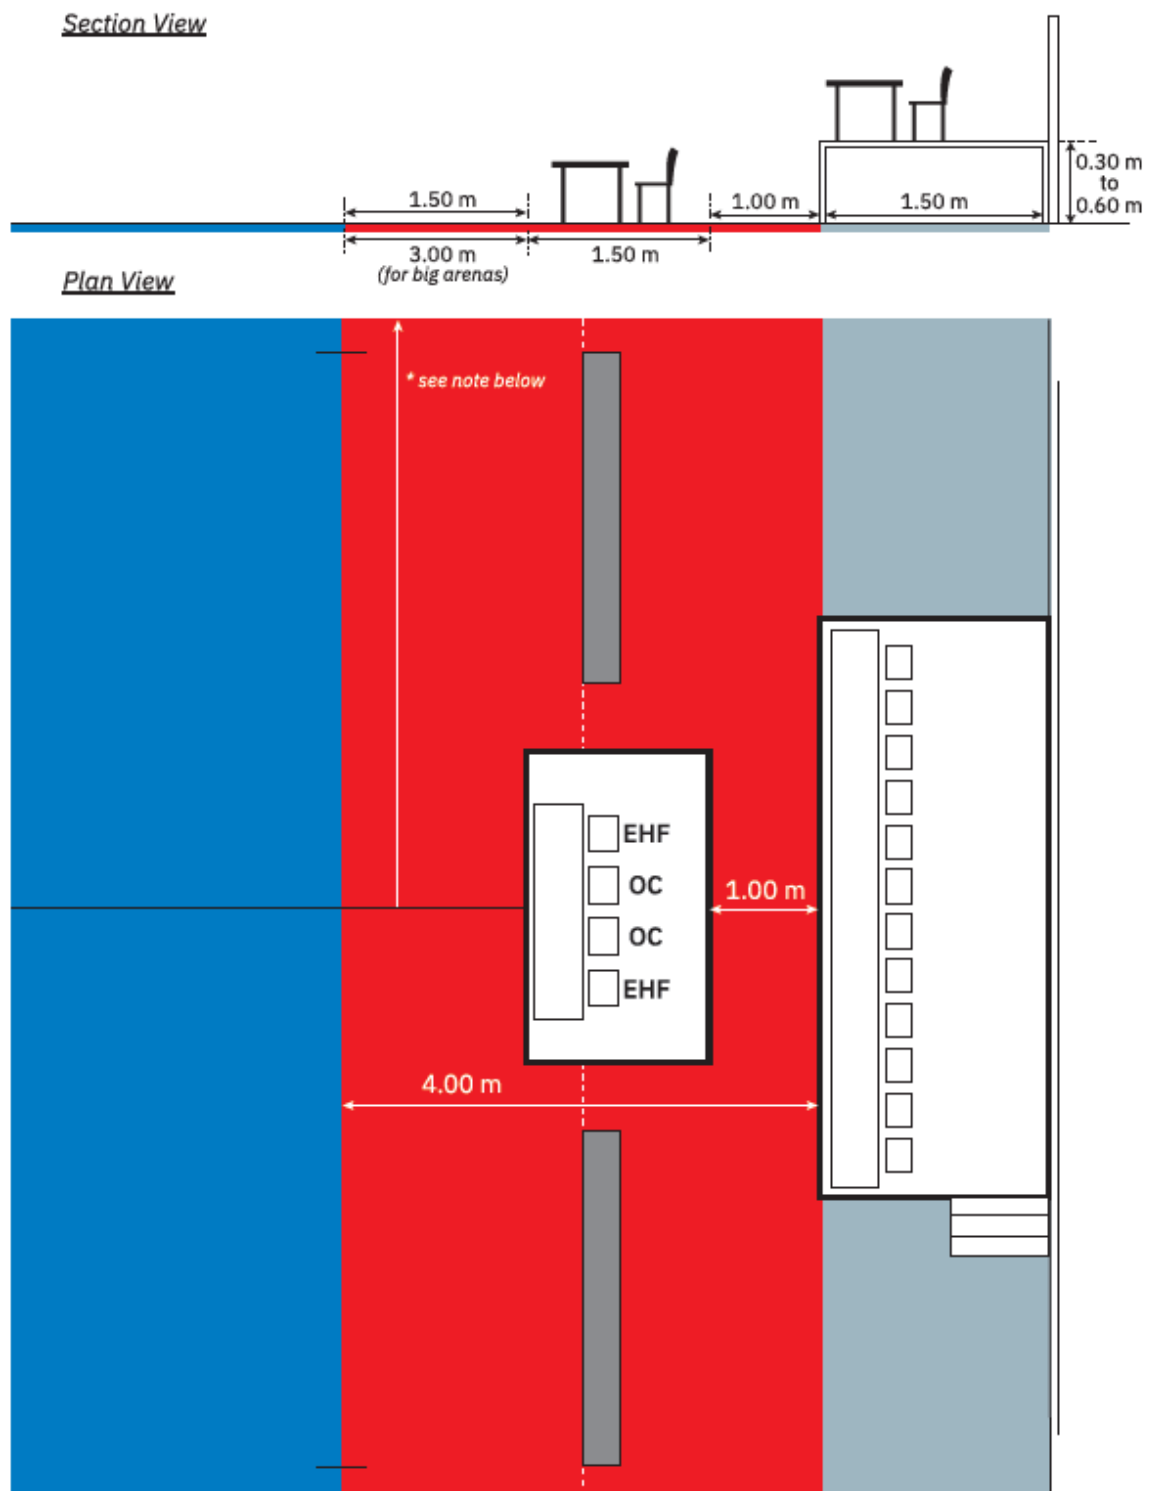 Section View
1.50 m
3.00 m
(for big arenas)
1.50 m
1.00 m
1.50 m
0.30 m
to
0.60 m
Plan View
* see note below
EHF
OC
OC
EHF
1.00 m
4.00 m